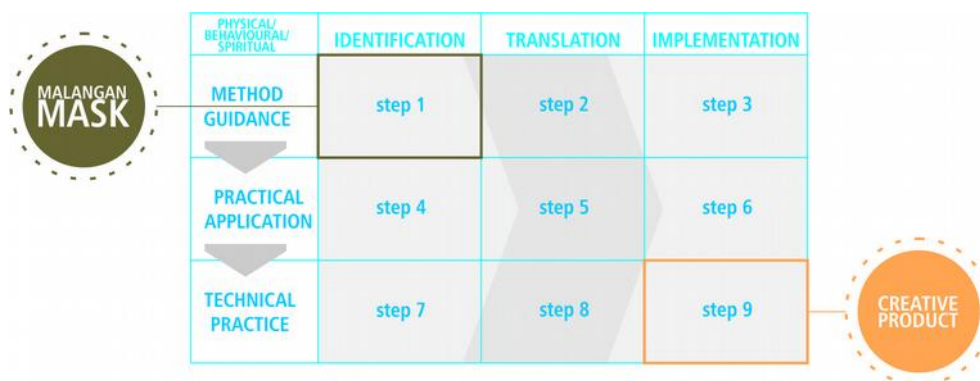 PHYSICAL/
BEHAVIOURAL/
SPIRITUAL
IDENTIFICATION
TRANSLATION
IMPLEMENTATION
MALANGAN
MASK
METHOD
GUIDANCE
step 1
step 2
step 3
PRACTICAL
APPLICATION
step 4
step 5
step 6
TECHNICAL
PRACTICE
step 7
step 8
step 9
CREATIVE
PRODUCT